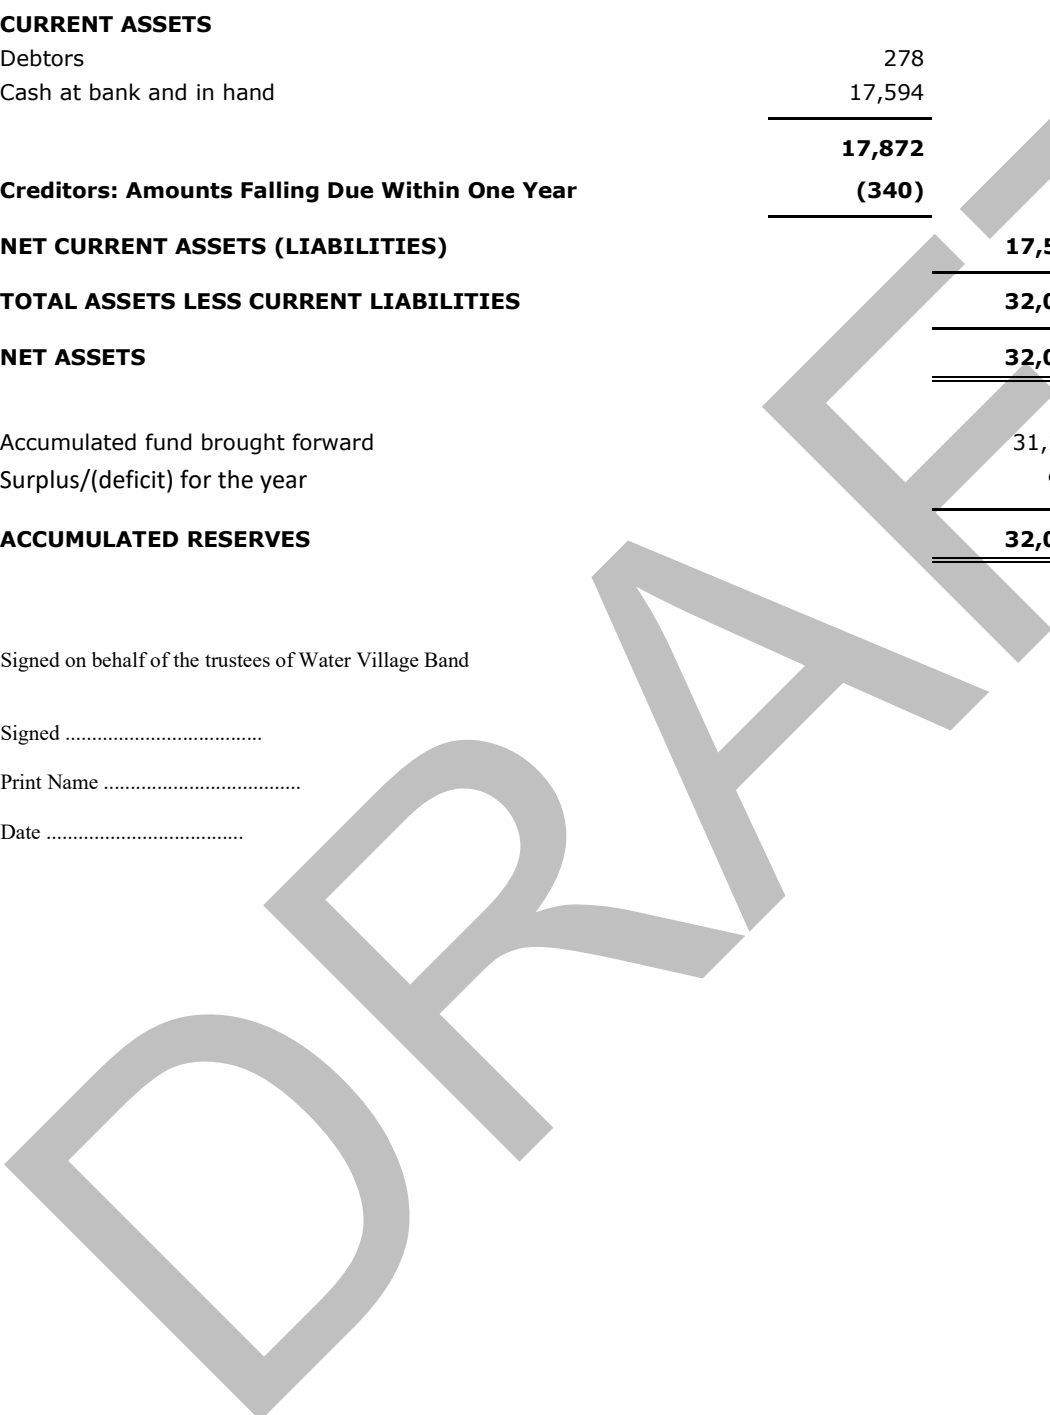 CURRENT ASSETS
Debtors 278
Cash at bank and in hand 17,594
17,872
Creditors: Amounts Falling Due Within One Year (340)
NET CURRENT ASSETS (LIABILITIES)
TOTAL ASSETS LESS CURRENT LIABILITIES
NET ASSETS
Accumulated fund brought forward
Surplus/(deficit) for the year
ACCUMULATED RESERVES
Signed on behalf of the trustees of Water Village Band
Signed .....................................
Print Name .....................................
Date .....................................
DRAFT